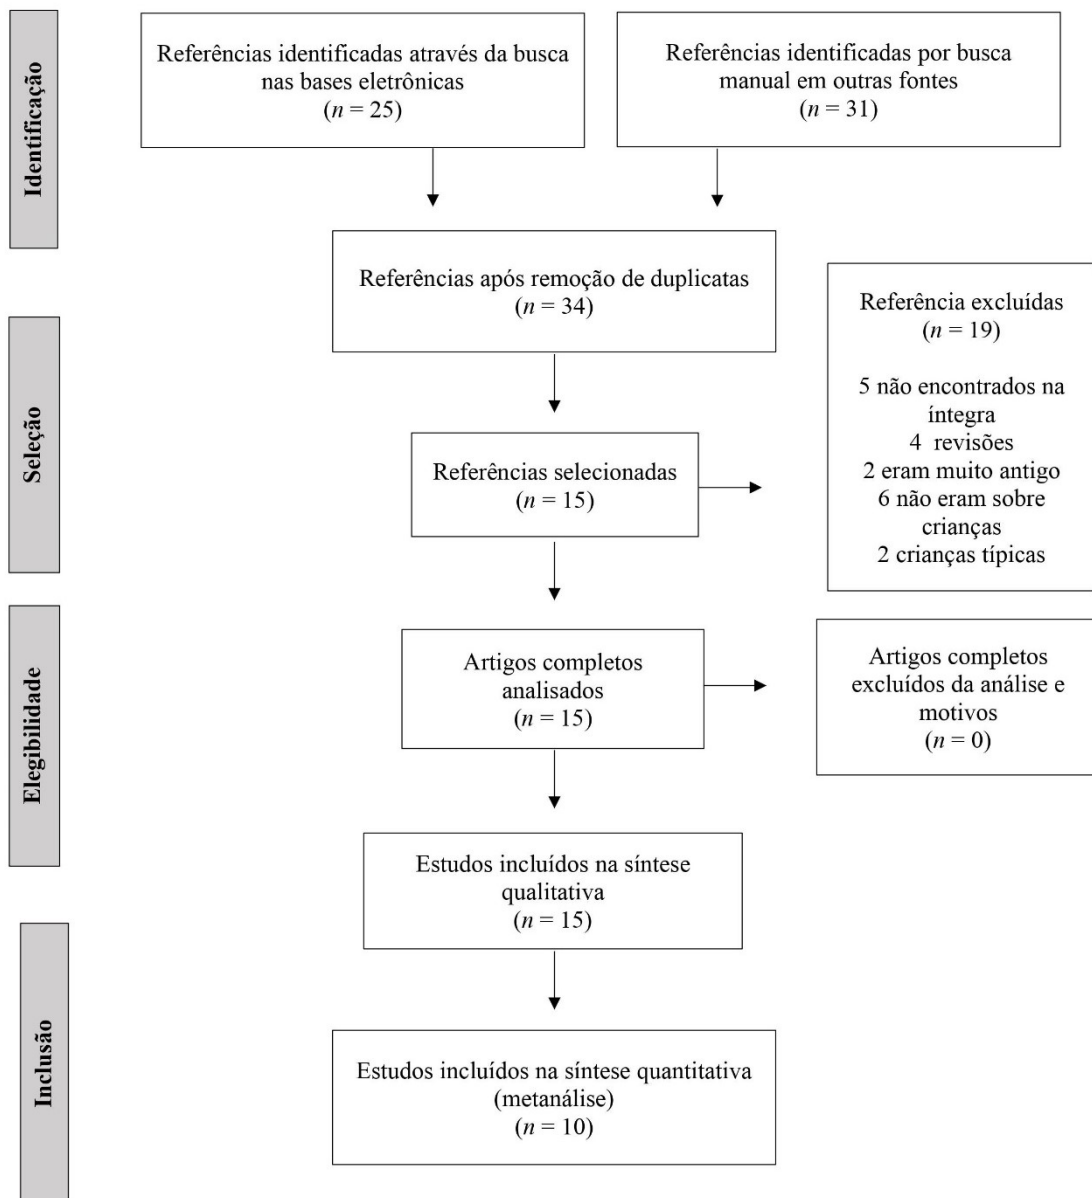 Identificação
Referências identificadas através da busca
nas bases eletrônicas
(n = 25)
Referências identificadas por busca
manual em outras fontes
(n = 31)
Referências após remoção de duplicatas
(n = 34)
Seleção
Referência excluídas
(n = 19)
5 não encontrados na
íntegra
4 revisões
2 eram muito antigo
6 não eram sobre
crianças
2 crianças típicas
Referências selecionadas
(n = 15)
Elegibilidade
Artigos completos
analisados
(n = 15)
Artigos completos
excluídos da análise e
motivos
(n = 0)
Estudos incluídos na síntese
qualitativa
(n = 15)
Inclusão
Estudos incluídos na síntese quantitativa
(metanálise)
(n = 10)